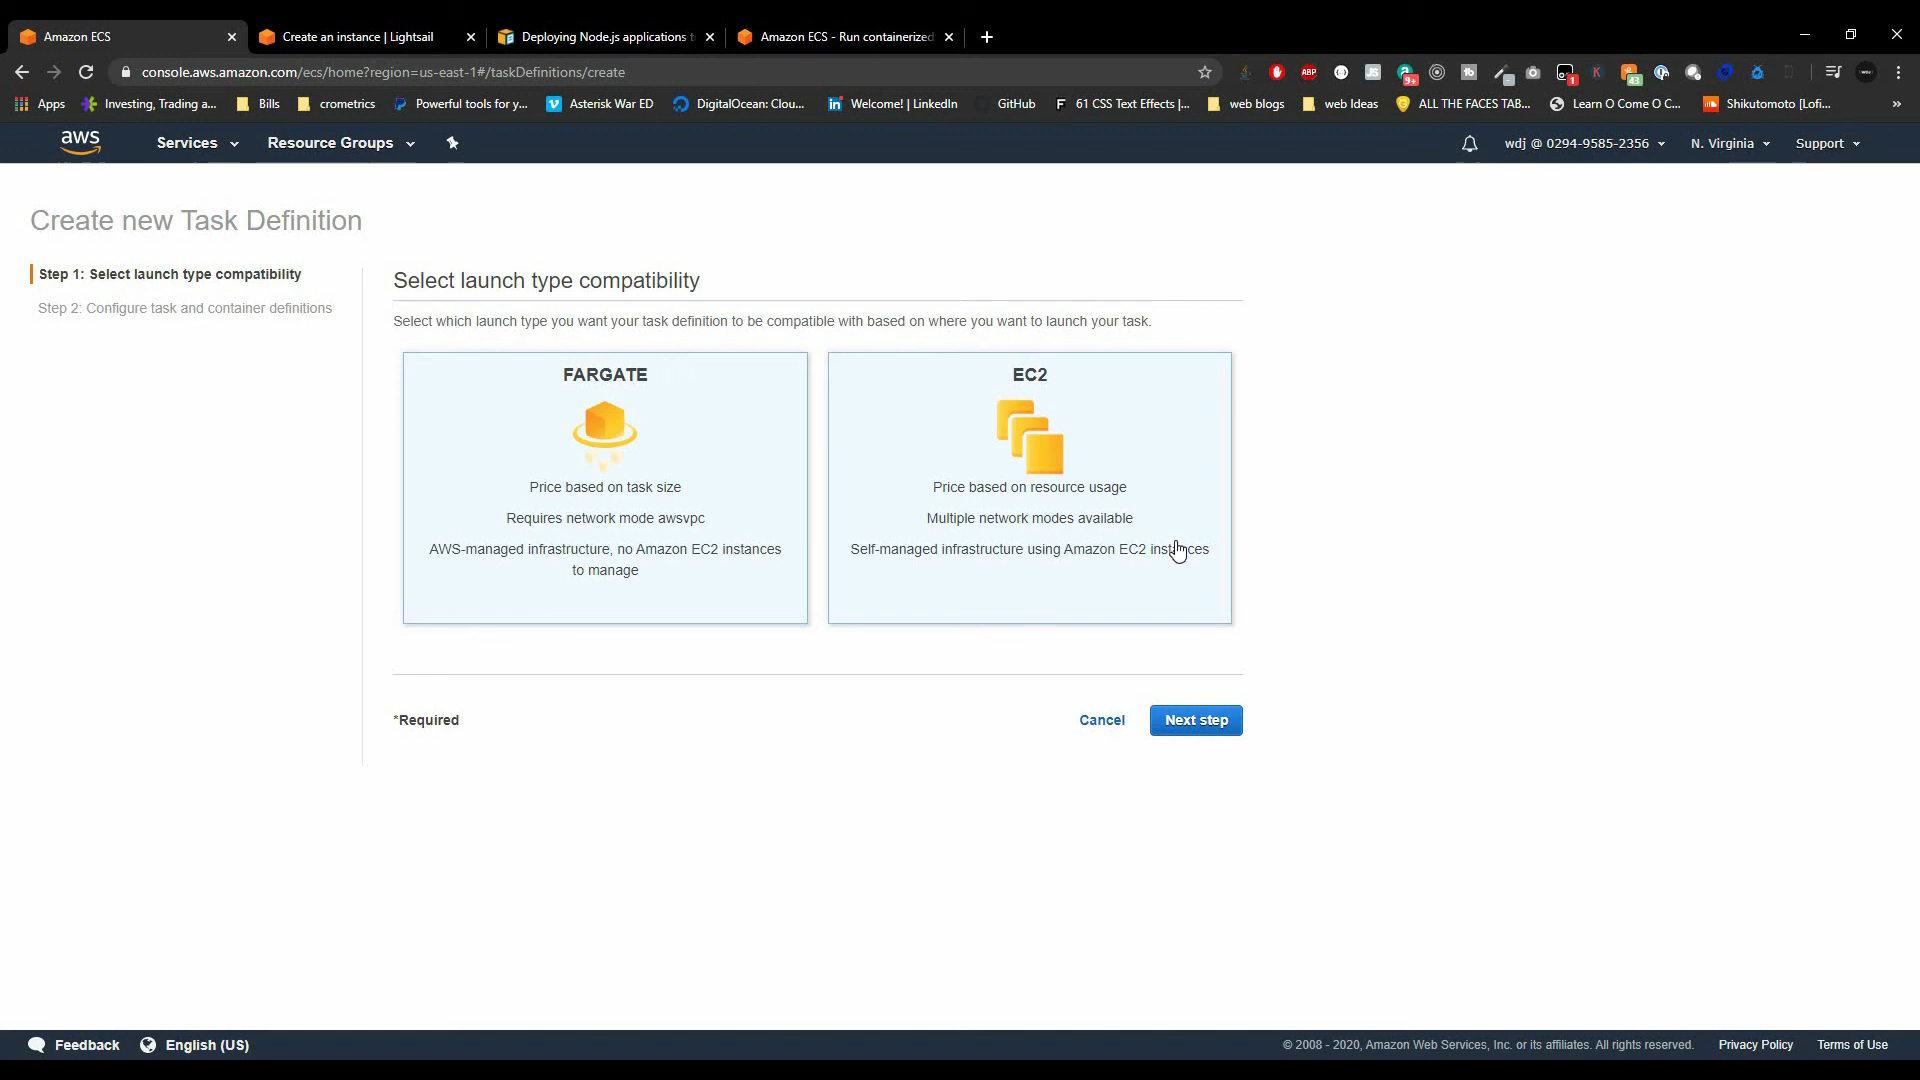 Amazon ECS
Create an instance | Lightsail
Deploying Node.js applications t
Amazon ECS - Run containerized
console.aws.amazon.com/ecs/home?region=us-east-1#/taskDefinitions/create
Apps
Investing, Trading a...
Bills
crometrics
Powerful tools for y...
Asterisk War ED
DigitalOcean: Clou...
Welcome! | LinkedIn
GitHub
61 CSS Text Effects |...
web blogs
web Ideas
ALL THE FACES TAB...
Learn O Come O C...
Shikutomoto [Lofi...
aws
Services
Resource Groups
wdj @ 0294-9585-2356
N. Virginia
Support
Create new Task Definition
Step 1: Select launch type compatibility
Step 2: Configure task and container definitions
Select launch type compatibility
Select which launch type you want your task definition to be compatible with based on where you want to launch your task.
FARGATE
Price based on task size
Requires network mode awsvpc
AWS-managed infrastructure, no Amazon EC2 instances
to manage
EC2
Price based on resource usage
Multiple network modes available
Self-managed infrastructure using Amazon EC2 instances
*Required
Cancel
Next step
Feedback
English (US)
© 2008 - 2020, Amazon Web Services, Inc. or its affiliates. All rights reserved.
Privacy Policy
Terms of Use